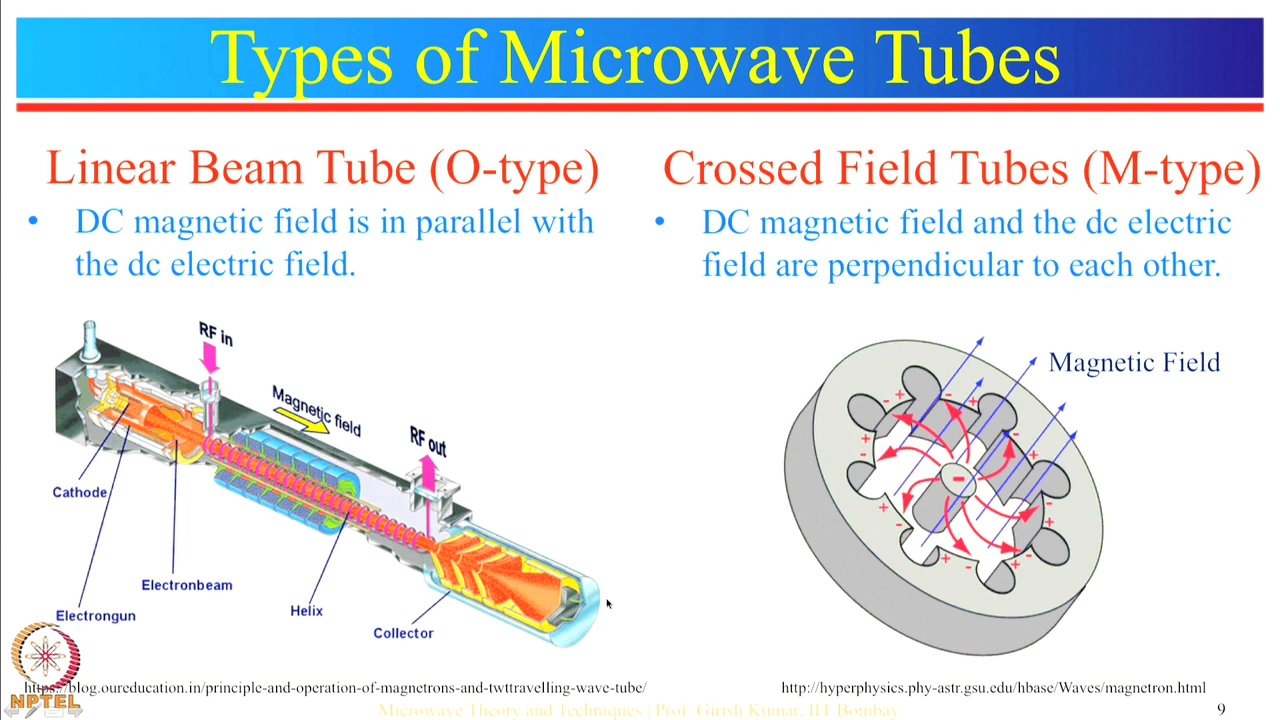 Types of Microwave Tubes
Linear Beam Tube (O-type)
• DC magnetic field is in parallel with
the dc electric field.
RF in
Magnetic field
RF out
Cathode
Electronbeam
Electrongun
Helix
Collector
Crossed Field Tubes (M-type)
• DC magnetic field and the dc electric
field are perpendicular to each other.
Magnetic Field
https://blog.oureducation.in/principle-and-operation-of-magnetrons-and-twttravelling-wave-tube/
http://hyperphysics.phy-astr.gsu.edu/hbase/Waves/magnetron.html
NPTEL
Microwave Theory and Techniques | Prof. Girish Kumar, IIT Bombay
9